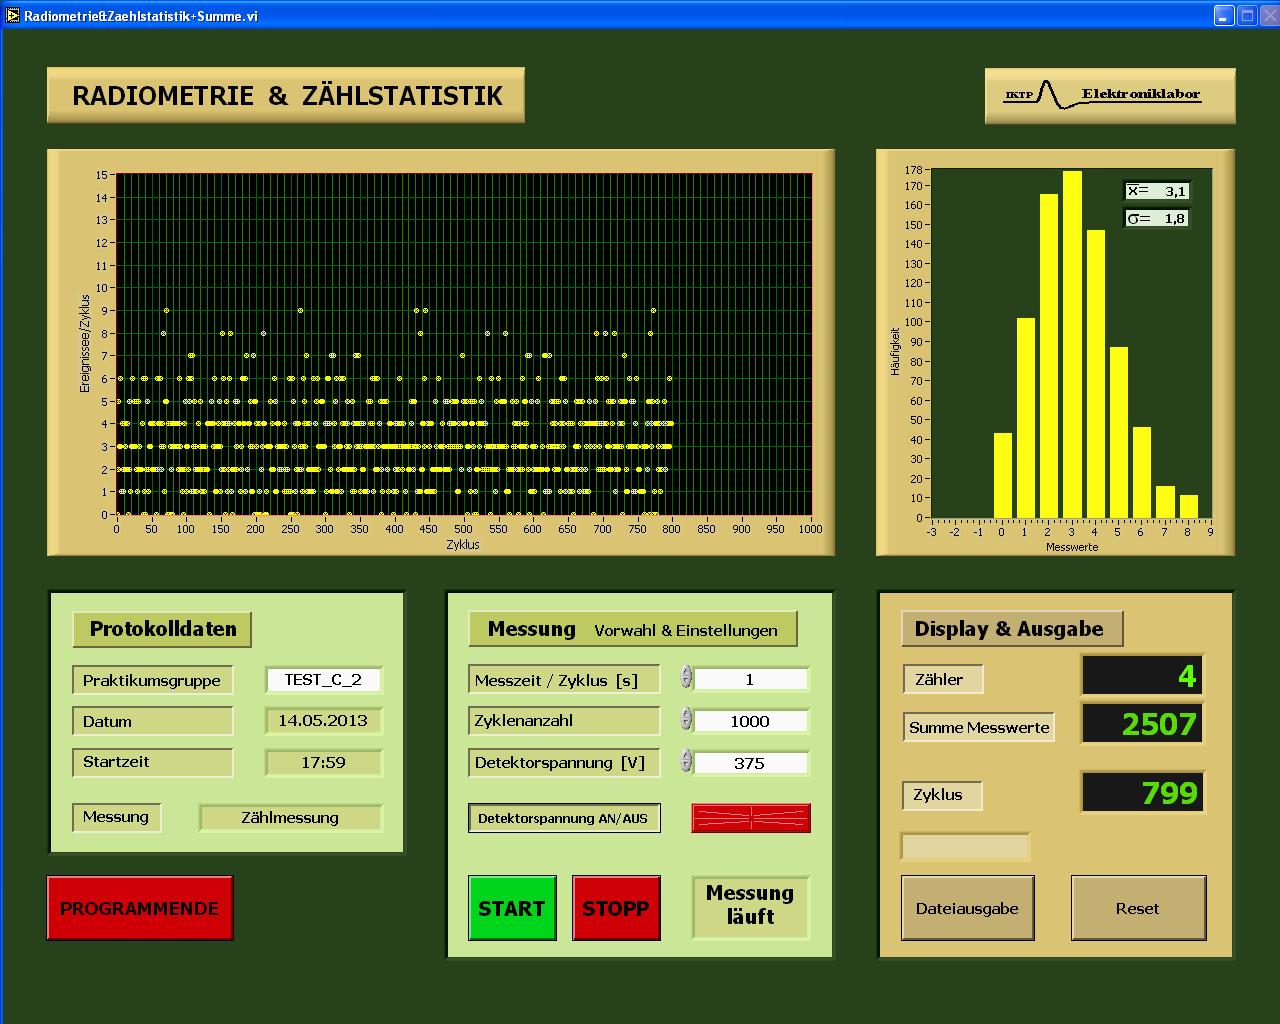 Radiometrie&Zaehlstatistik+Summe.vi
RADIOMETRIE & ZÄHLSTATISTIK
IKTP Elektroniklabor
Ereignissee/Zyklus
15
14
13
12
11
10
9
8
7
6
5
4
3
2
1
0
0 50 100 150 200 250 300 350 400 450 500 550 600 650 700 750 800 850 900 950 1000
Zyklus
Häufigkeit
178
170
160
150
140
130
120
110
100
90
80
70
60
50
40
30
20
10
0
x= 3,1
σ= 1,8
-3 -2 -1 0 1 2 3 4 5 6 7 8 9
Messwerte
Protokolldaten
Praktikumsgruppe TEST_C_2
Datum 14.05.2013
Startzeit 17:59
Messung Zählmessung
PROGRAMMENDE
Messung Vorwahl & Einstellungen
Messzeit / Zyklus [s] 1
Zyklenanzahl 1000
Detektorspannung [V] 375
Detektorspannung AN/AUS
START STOPP Messung
läuft
Display & Ausgabe
Zähler 4
Summe Messwerte 2507
Zyklus 799
Dateiausgabe Reset